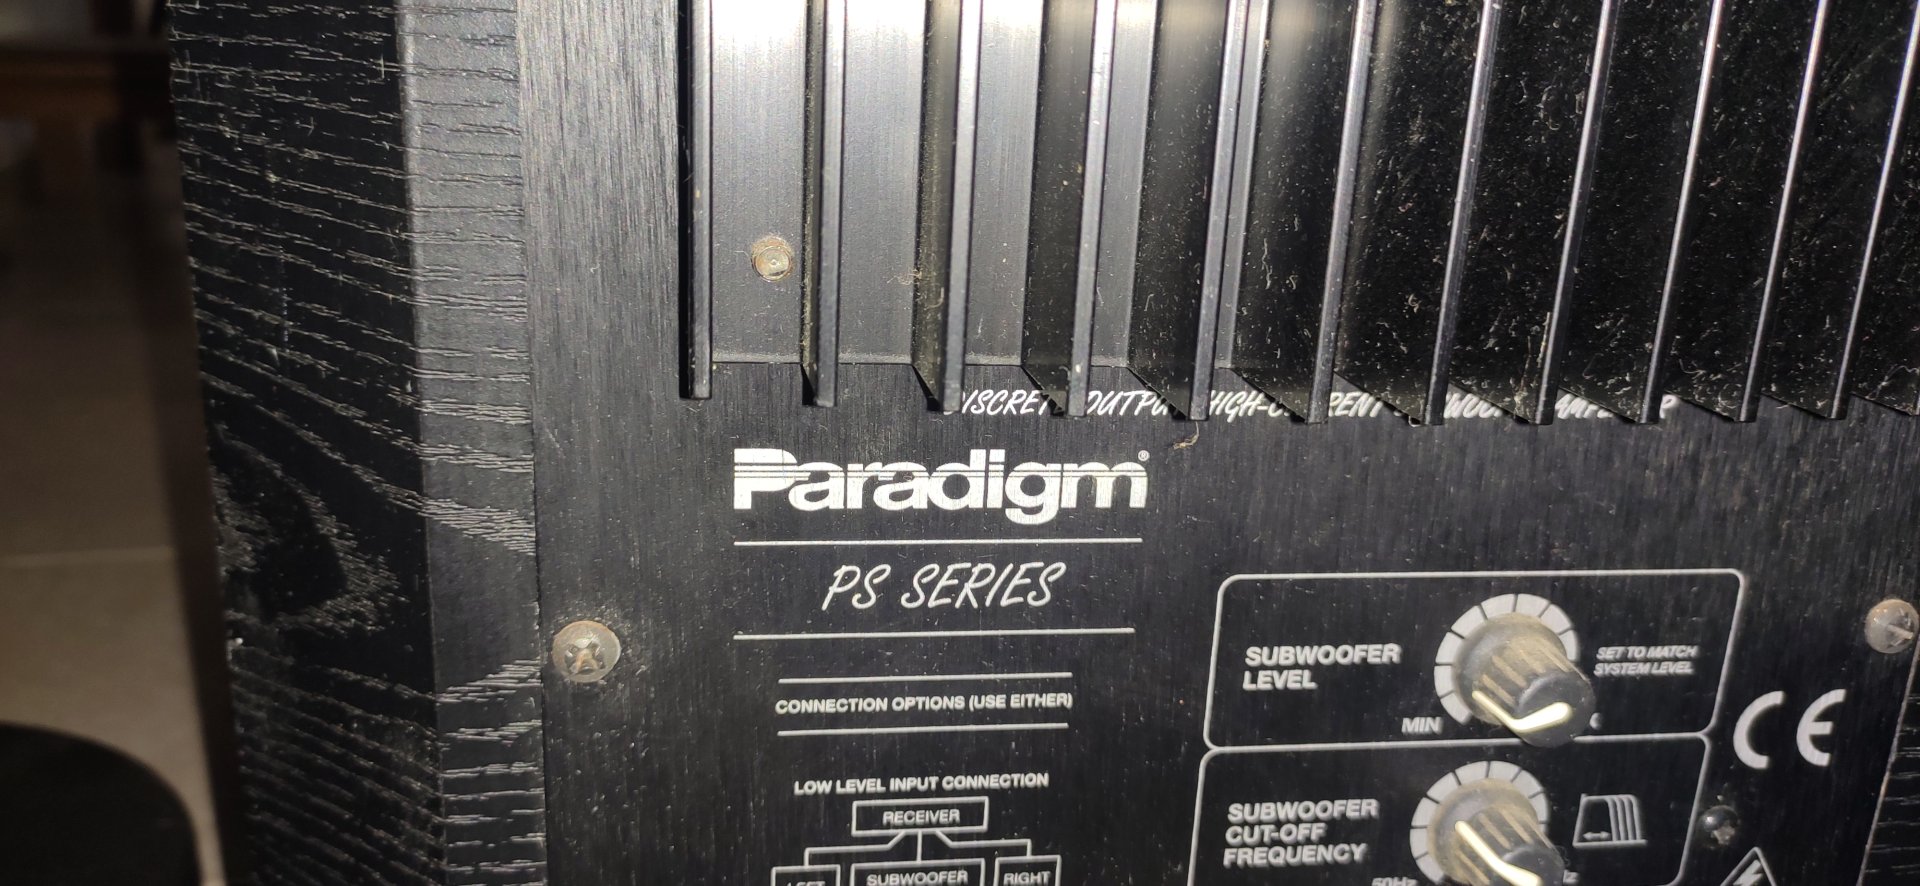 OUTPU HIGH-
Paradigm®
PS SERIES
CONNECTION OPTIONS (USE EITHER)
LOW LEVEL INPUT CONNECTION
RECEIVER
SUBWOOFER
RIGHT
SUBWOOFER
LEVEL
SET TO MATCH
SYSTEM LEVEL
MIN
SUBWOOFER
CUT-OFF
FREQUENCY
CE